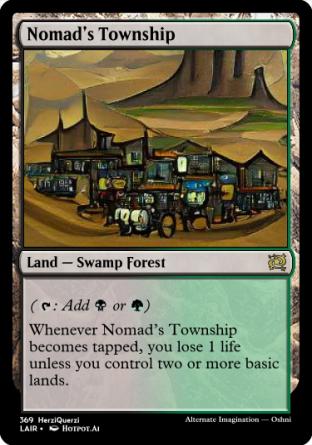 Nomad's Township
Land — Swamp Forest
( : Add or )
Whenever Nomad's Township
becomes tapped, you lose 1 life
unless you control two or more basic
lands.
369 HerziQuerzi
Alternate Imagination — Oshni
LAIR • Hotpot.Ai